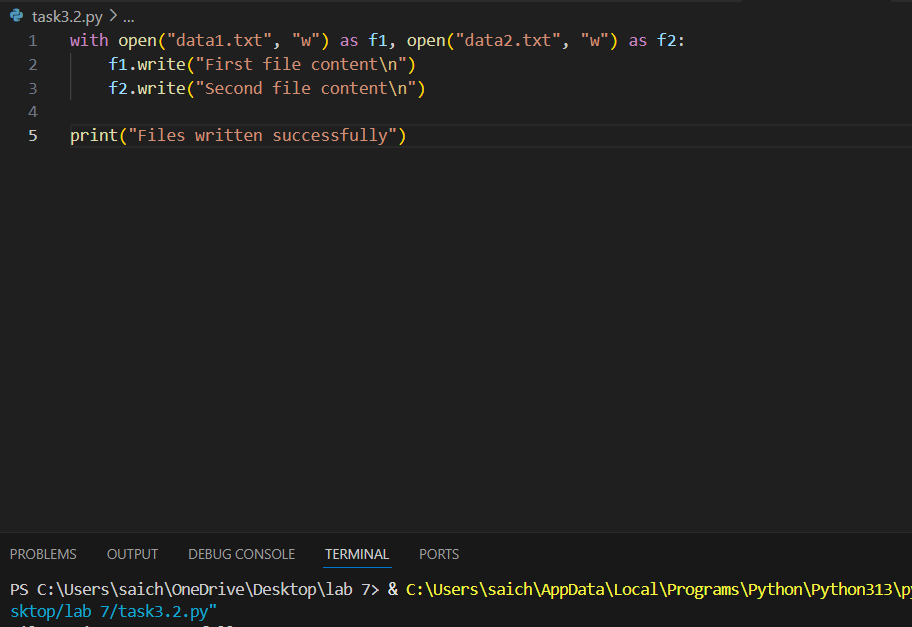 task3.2.py > ...
1 with open("data1.txt", "w") as f1, open("data2.txt", "w") as f2:
2     f1.write("First file content\n")
3     f2.write("Second file content\n")
4
5 print("Files written successfully")
PROBLEMS OUTPUT DEBUG CONSOLE TERMINAL PORTS
PS C:\Users\saich\OneDrive\Desktop\lab 7> & C:\Users\saich\AppData\Local\Programs\Python\Python313\py
sktop/lab 7/task3.2.py"